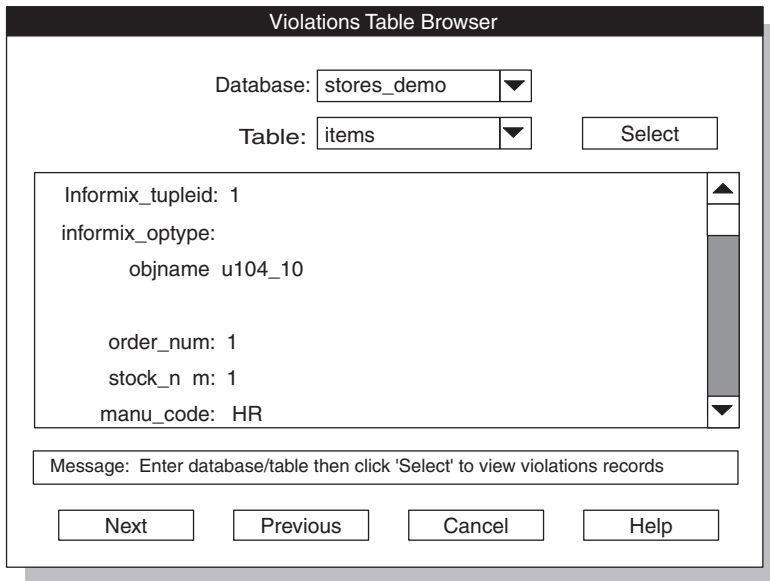 Violations Table Browser
Database: stores_demo
Table: items Select
Informix_tupleid: 1
informix_optype:
objname u104_10
order_num: 1
stock_n m: 1
manu_code: HR
Message: Enter database/table then click 'Select' to view violations records
Next Previous Cancel Help